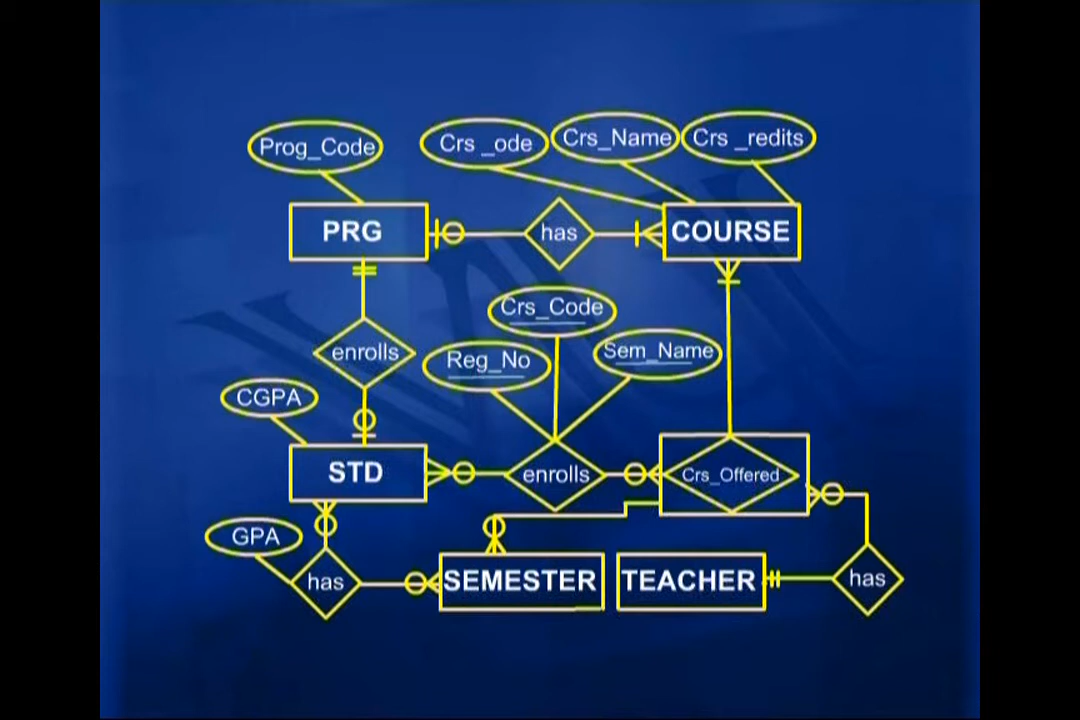 Prog_Code
Crs _ode
Crs_Name
Crs _redits
PRG
has
COURSE
Crs_Code
enrolls
Reg_No
Sem_Name
CGPA
STD
enrolls
Crs_Offered
GPA
has
SEMESTER
TEACHER
has